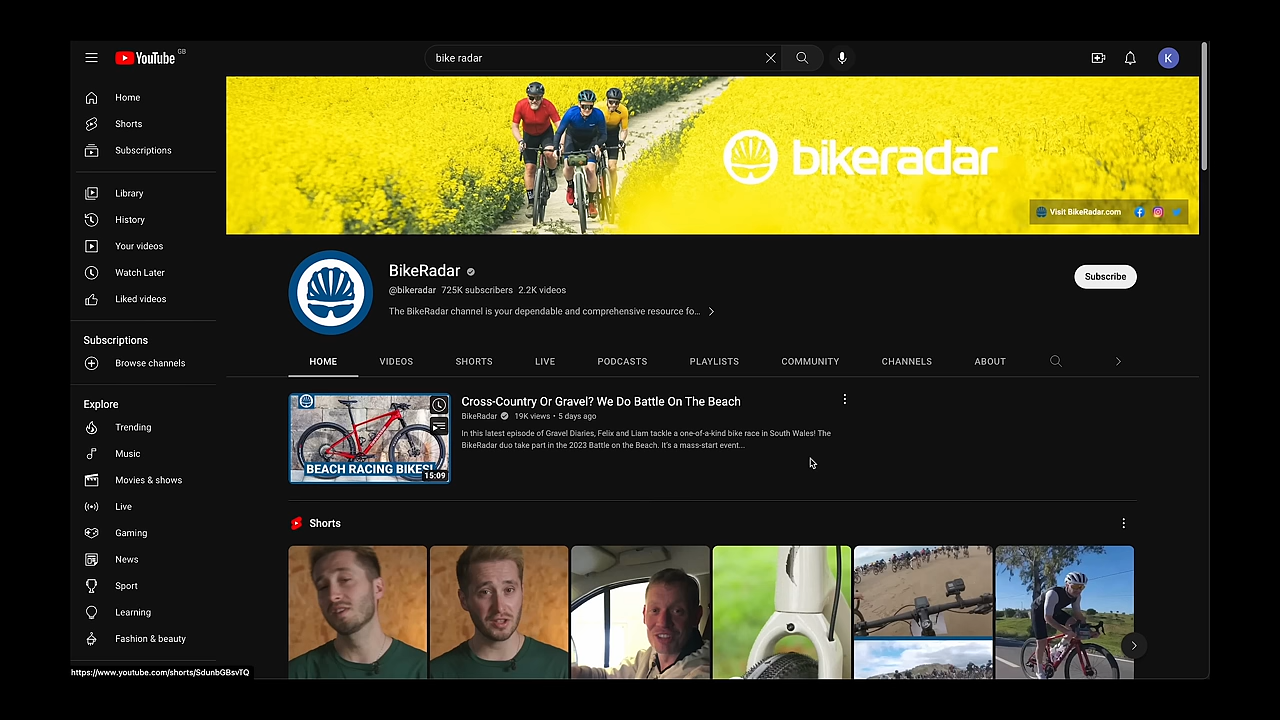 YouTube GB
bike radar
K
Home
Shorts
Subscriptions
Library
History
Your videos
Watch Later
Liked videos
Subscriptions
Browse channels
Explore
Trending
Music
Movies & shows
Live
Gaming
News
Sport
Learning
Fashion & beauty
https://www.youtube.com/shorts/SdunbGBsvTQ
bikeradar
Visit BikeRadar.com
BikeRadar
@bikeradar 725K subscribers 2.2K videos
The BikeRadar channel is your dependable and comprehensive resource fo...
Subscribe
HOME VIDEOS SHORTS LIVE PODCASTS PLAYLISTS COMMUNITY CHANNELS ABOUT
BEACH RACING BIKES!
15:09
Cross-Country Or Gravel? We Do Battle On The Beach
BikeRadar 19K views • 5 days ago
In this latest episode of Gravel Diaries, Felix and Liam tackle a one-of-a-kind bike race in South Wales! The
BikeRadar duo take part in the 2023 Battle on the Beach. It's a mass-start event...
Shorts